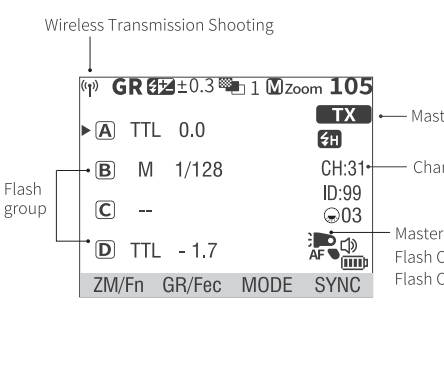 Wireless Transmission Shooting
GR ±0.3 1 M Zoom 105
A TTL 0.0
TX
Mast
H
B M 1/128
CH:31
Char
Flash
group
C --
ID:99
03
D TTL - 1.7
AF
Master
Flash C
Flash C
ZM/Fn GR/Fec MODE SYNC